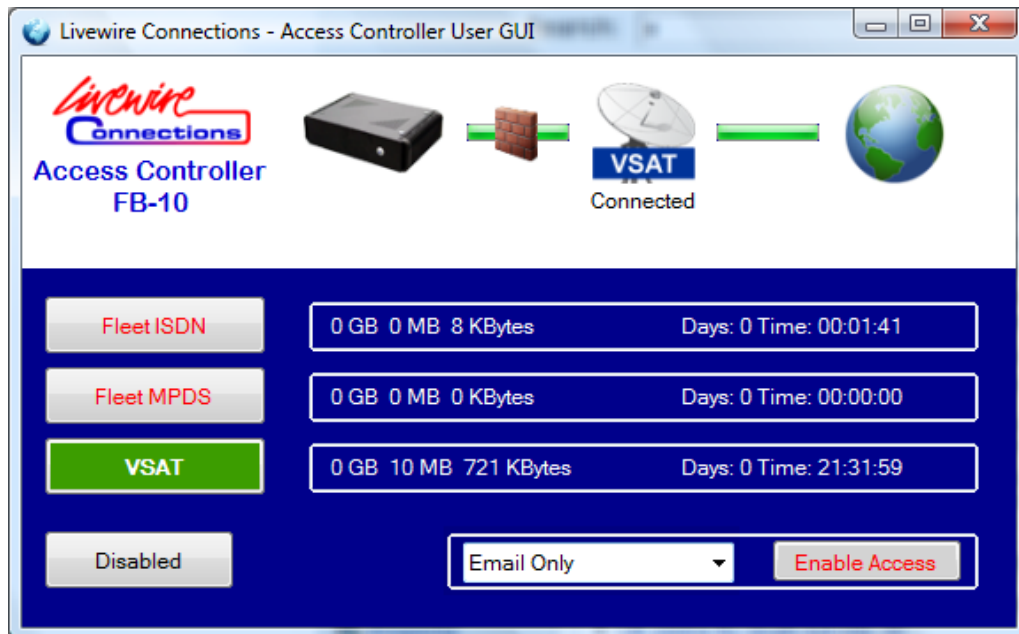 Livewire Connections - Access Controller User GUI
Livewire
Connections
Access Controller
FB-10
VSAT
Connected
Fleet ISDN
0 GB 0 MB 8 KBytes Days: 0 Time: 00:01:41
Fleet MPDS
0 GB 0 MB 0 KBytes Days: 0 Time: 00:00:00
VSAT
0 GB 10 MB 721 KBytes Days: 0 Time: 21:31:59
Disabled
Email Only
Enable Access